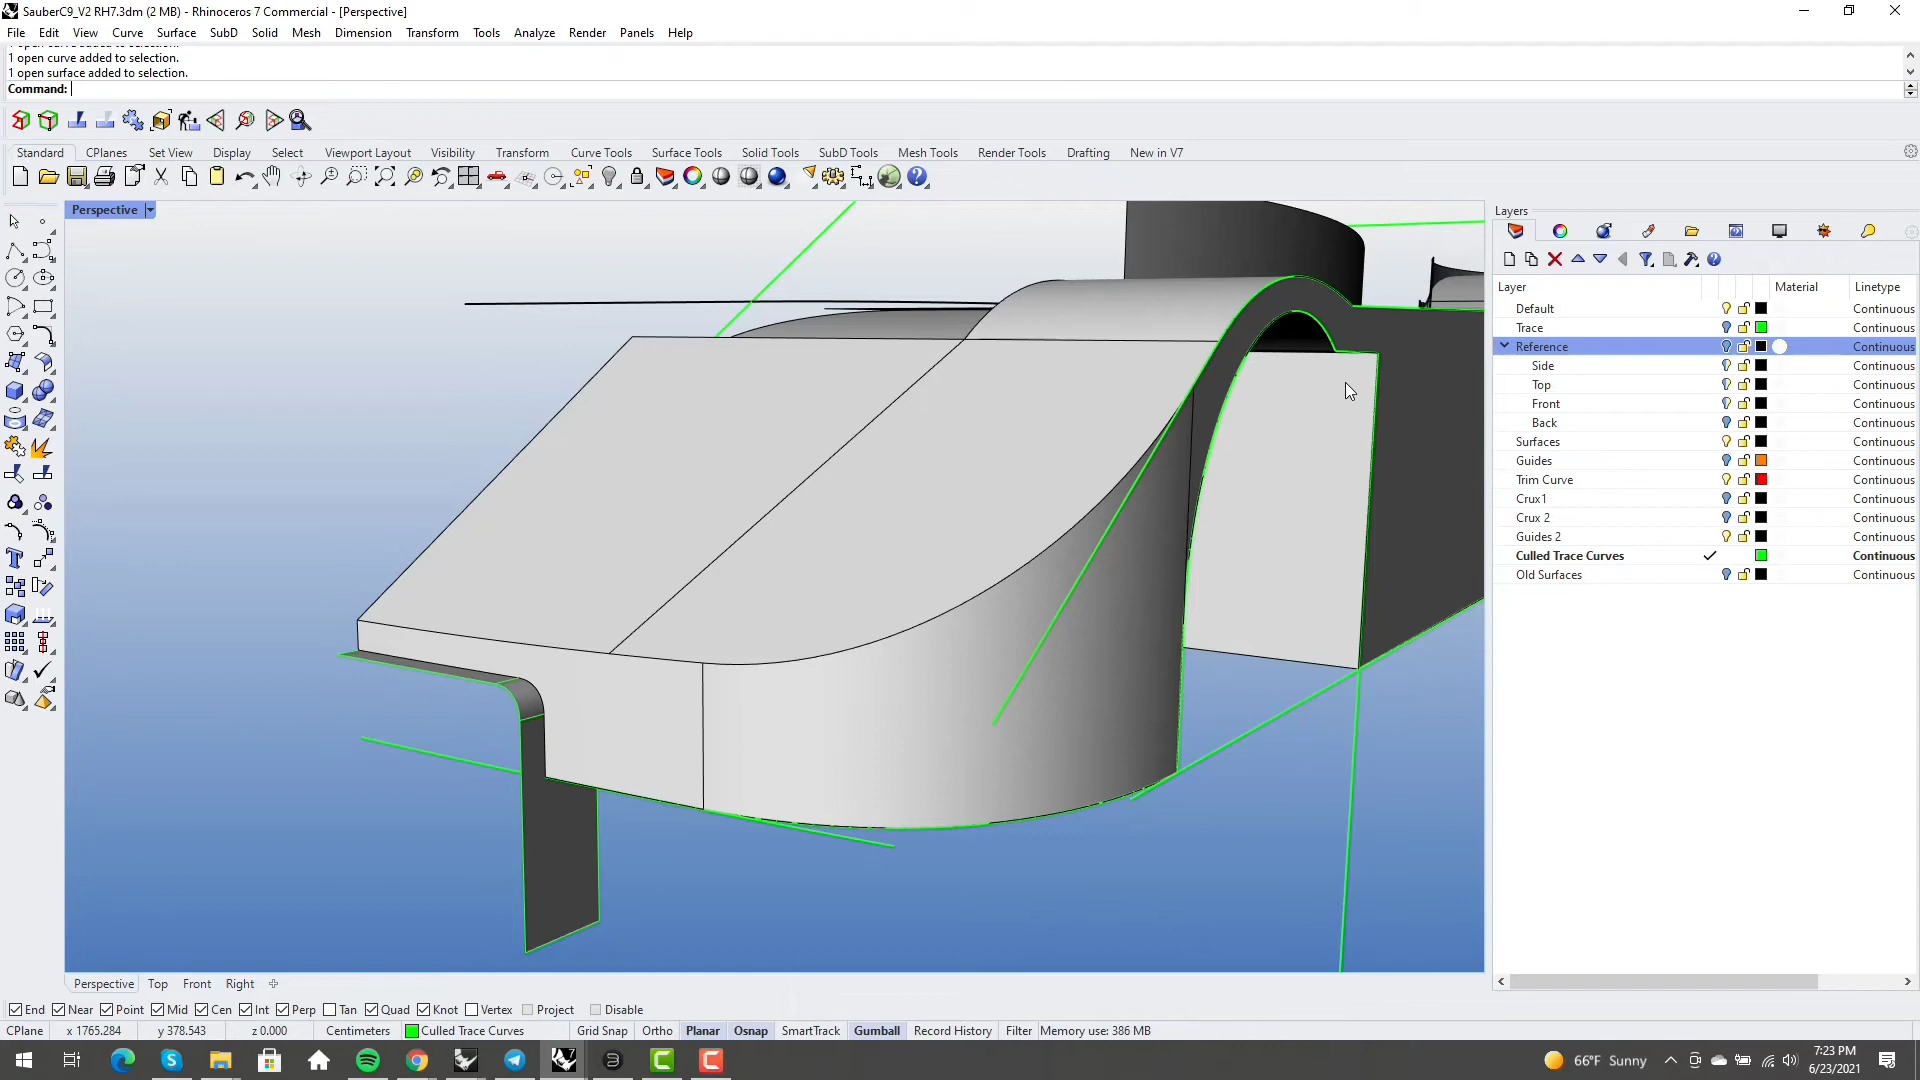 SauberC9_V2 RH7.3dm (2 MB) - Rhinoceros 7 Commercial - [Perspective]
File Edit View Curve Surface SubD Solid Mesh Dimension Transform Tools Analyze Render Panels Help
1 open curve added to selection.
1 open surface added to selection.
Command:
Standard CPlanes Set View Display Select Viewport Layout Visibility Transform Curve Tools Surface Tools Solid Tools SubD Tools Mesh Tools Render Tools Drafting New in V7
Perspective
Layers
Layer Material Linetype
Default Continuous
Trace Continuous
Reference Continuous
Side Continuous
Top Continuous
Front Continuous
Back Continuous
Surfaces Continuous
Guides Continuous
Trim Curve Continuous
Crux1 Continuous
Crux 2 Continuous
Guides 2 Continuous
Culled Trace Curves Continuous
Old Surfaces Continuous
Perspective Top Front Right
End Near Point Mid Cen Int Perp Tan Quad Knot Vertex Project Disable
CPlane x 1765.284 y 378.543 z 0.000 Centimeters Culled Trace Curves Grid Snap Ortho Planar Osnap SmartTrack Gumball Record History Filter Memory use: 386 MB
66°F Sunny
7:23 PM
6/23/2021